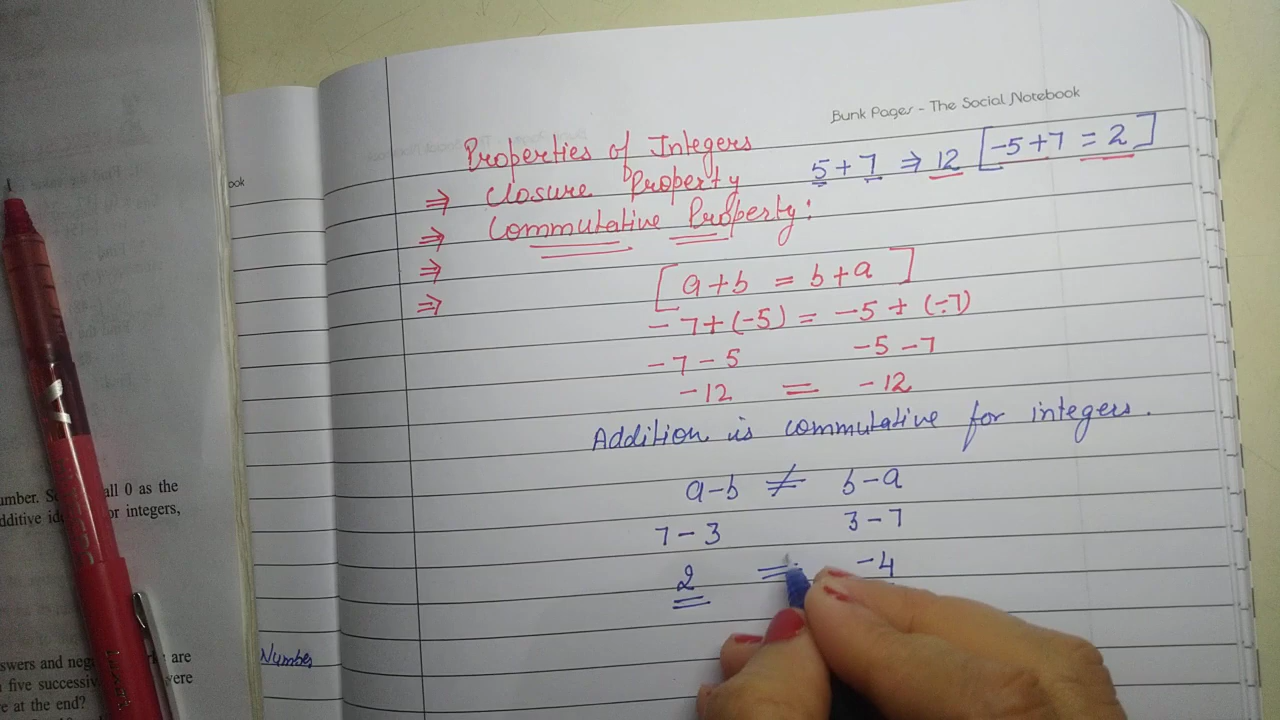 Bunk Pages - The Social Notebook
Properties of Integers
5 + 7 ⇒ 12 [-5+7 = 2]
⇒ Closure Property
⇒ Commutative Property:
⇒ [a+b = b+a]
⇒
-7+(-5) = -5 + (-7)
-7-5 -5-7
-12 = -12
Addition is commutative for integers.
a-b ≠ b-a
7-3 3-7
2 = -4
Number
ook
umber. S all 0 as the
dditive id or integers,
swers and neg are
five successiv were
e at the end?